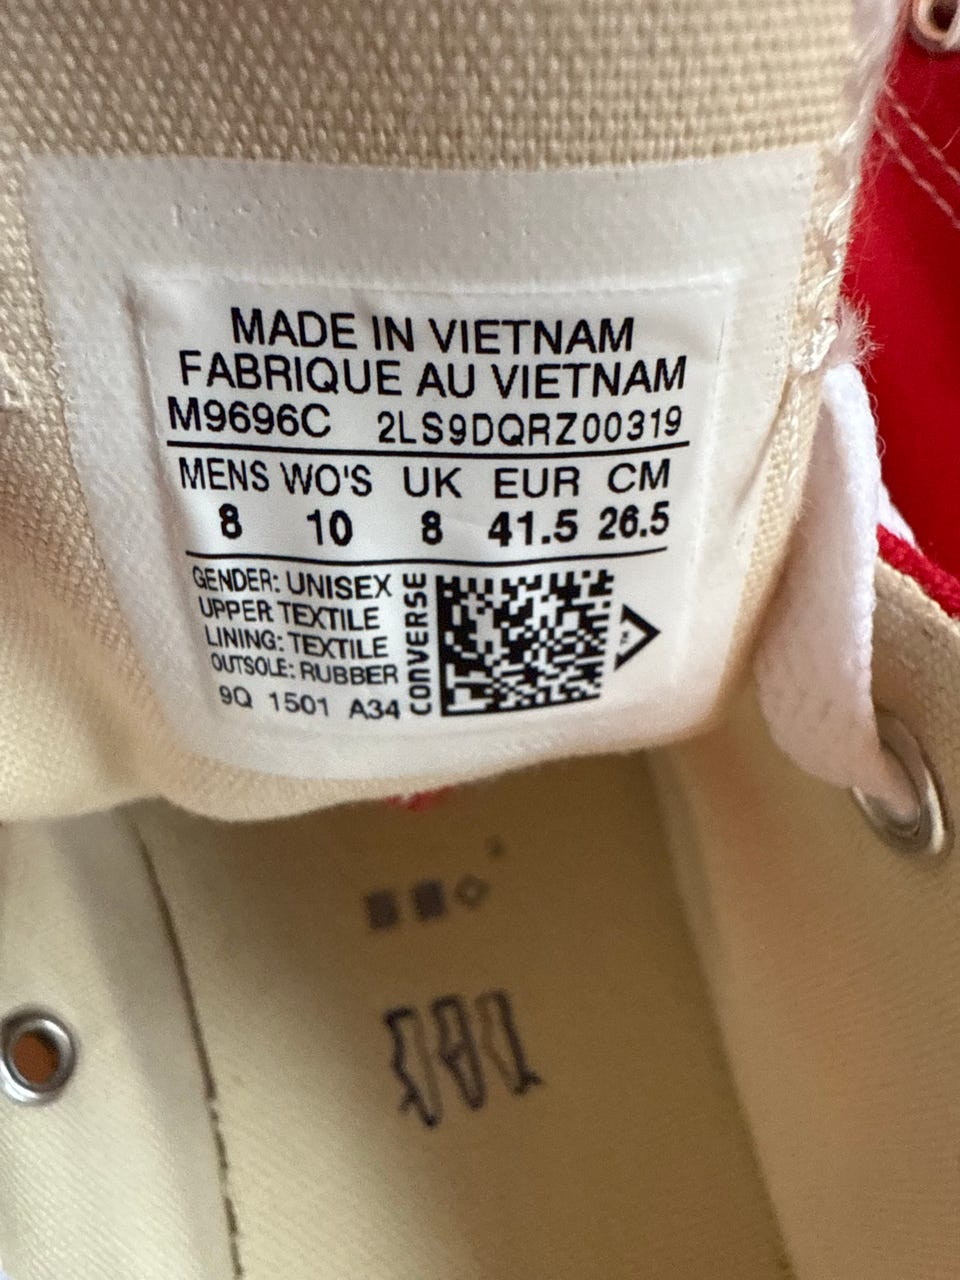 MADE IN VIETNAM
FABRIQUE AU VIETNAM
M9696C 2LS9DQRZ00319
MENS WO'S UK EUR CM
8 10 8 41.5 26.5
GENDER: UNISEX
UPPER TEXTILE
LINING: TEXTILE
OUTSOLE: RUBBER
9Q 1501 A34
CONVERSE
TM